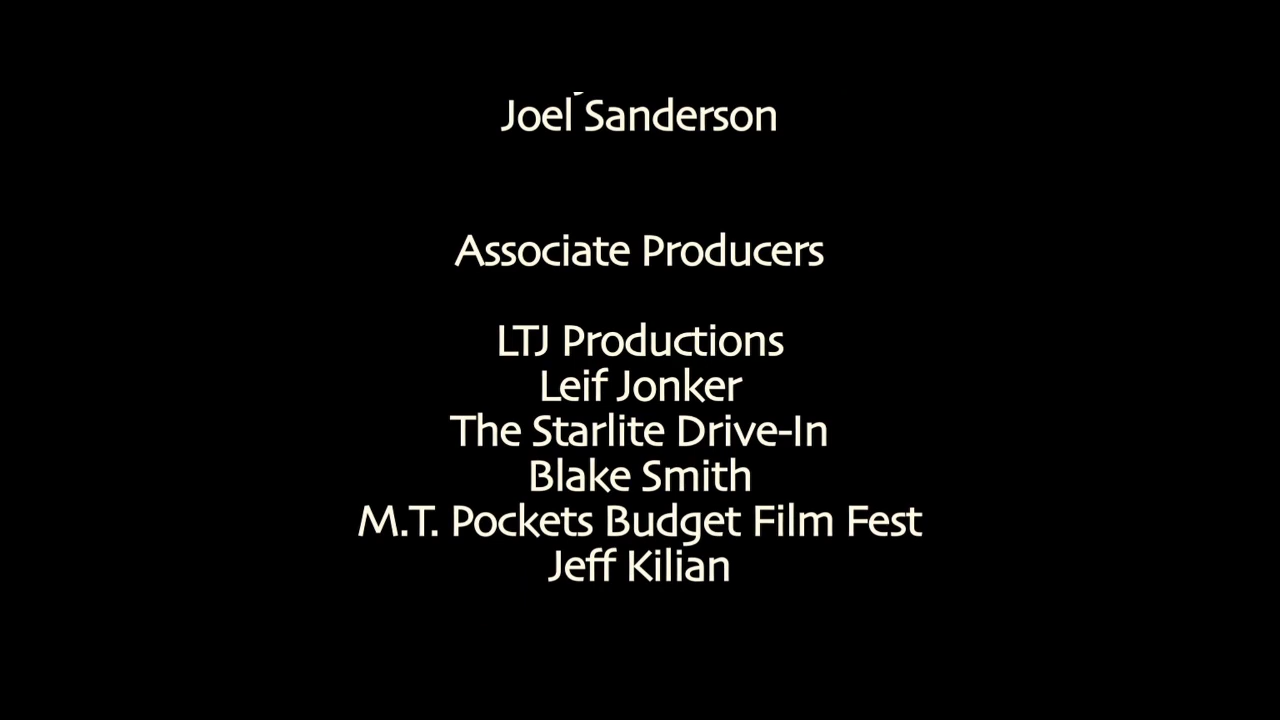 Joel Sanderson
Associate Producers
LTJ Productions
Leif Jonker
The Starlite Drive-In
Blake Smith
M.T. Pockets Budget Film Fest
Jeff Kilian